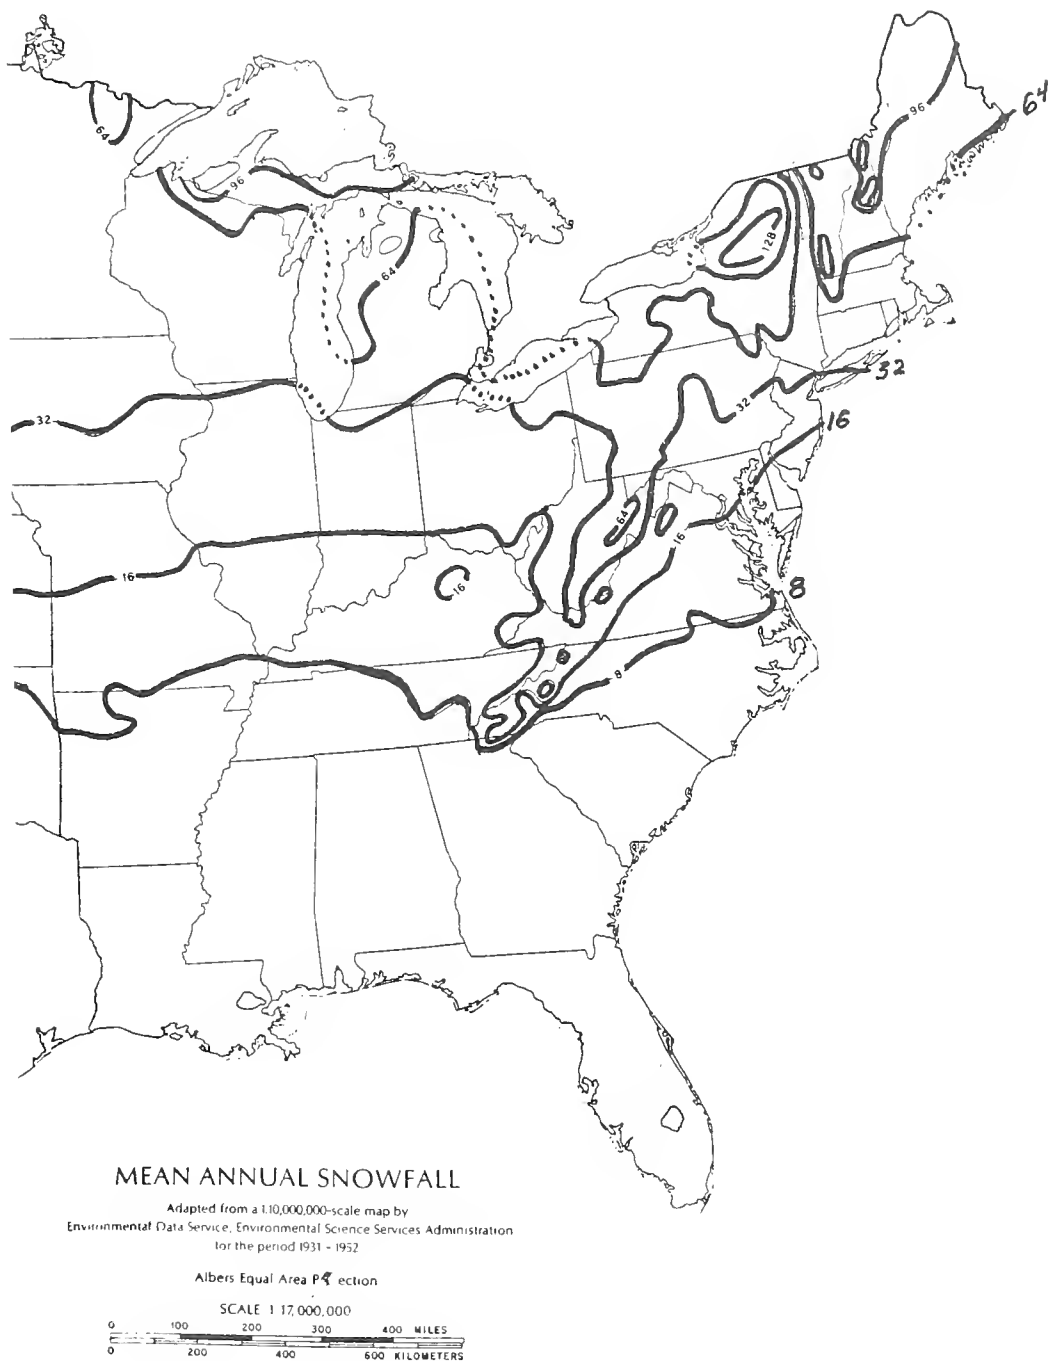 64
96
64
96
64
128
32
32
32
16
64
16
16
16
8
8
MEAN ANNUAL SNOWFALL
Adapted from a 1:10,000,000-scale map by
Environmental Data Service, Environmental Science Services Administration
for the period 1931 - 1952
Albers Equal Area P ection
SCALE 1 17,000,000
0 100 200 300 400 MILES
0 200 400 600 KILOMETERS